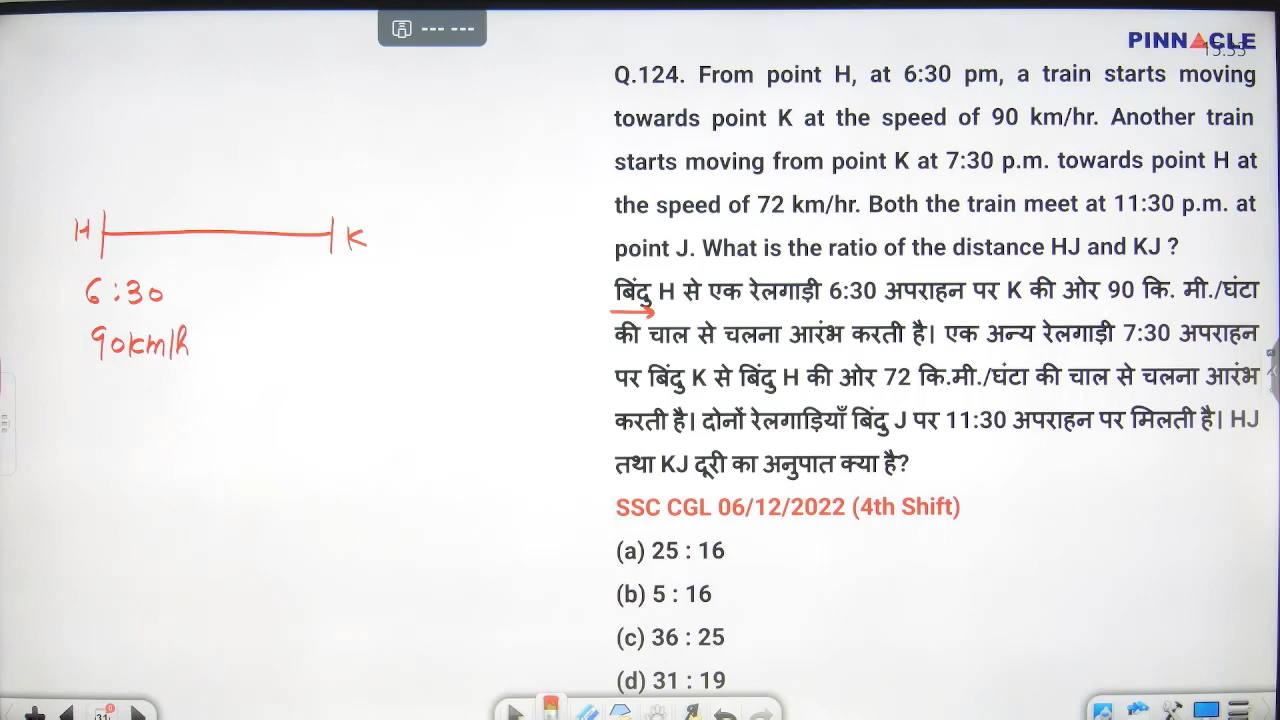 --- ---
PINNACLE
15:33
Q.124. From point H, at 6:30 pm, a train starts moving
towards point K at the speed of 90 km/hr. Another train
starts moving from point K at 7:30 p.m. towards point H at
the speed of 72 km/hr. Both the train meet at 11:30 p.m. at
point J. What is the ratio of the distance HJ and KJ ?
बिंदु H से एक रेलगाड़ी 6:30 अपराहन पर K की ओर 90 कि. मी./घंटा
की चाल से चलना आरंभ करती है। एक अन्य रेलगाड़ी 7:30 अपराहन
पर बिंदु K से बिंदु H की ओर 72 कि.मी./घंटा की चाल से चलना आरंभ
करती है। दोनों रेलगाड़ियाँ बिंदु J पर 11:30 अपराहन पर मिलती है। HJ
तथा KJ दूरी का अनुपात क्या है?
SSC CGL 06/12/2022 (4th Shift)
(a) 25 : 16
(b) 5 : 16
(c) 36 : 25
(d) 31 : 19
H K
6:30
90km/h
31